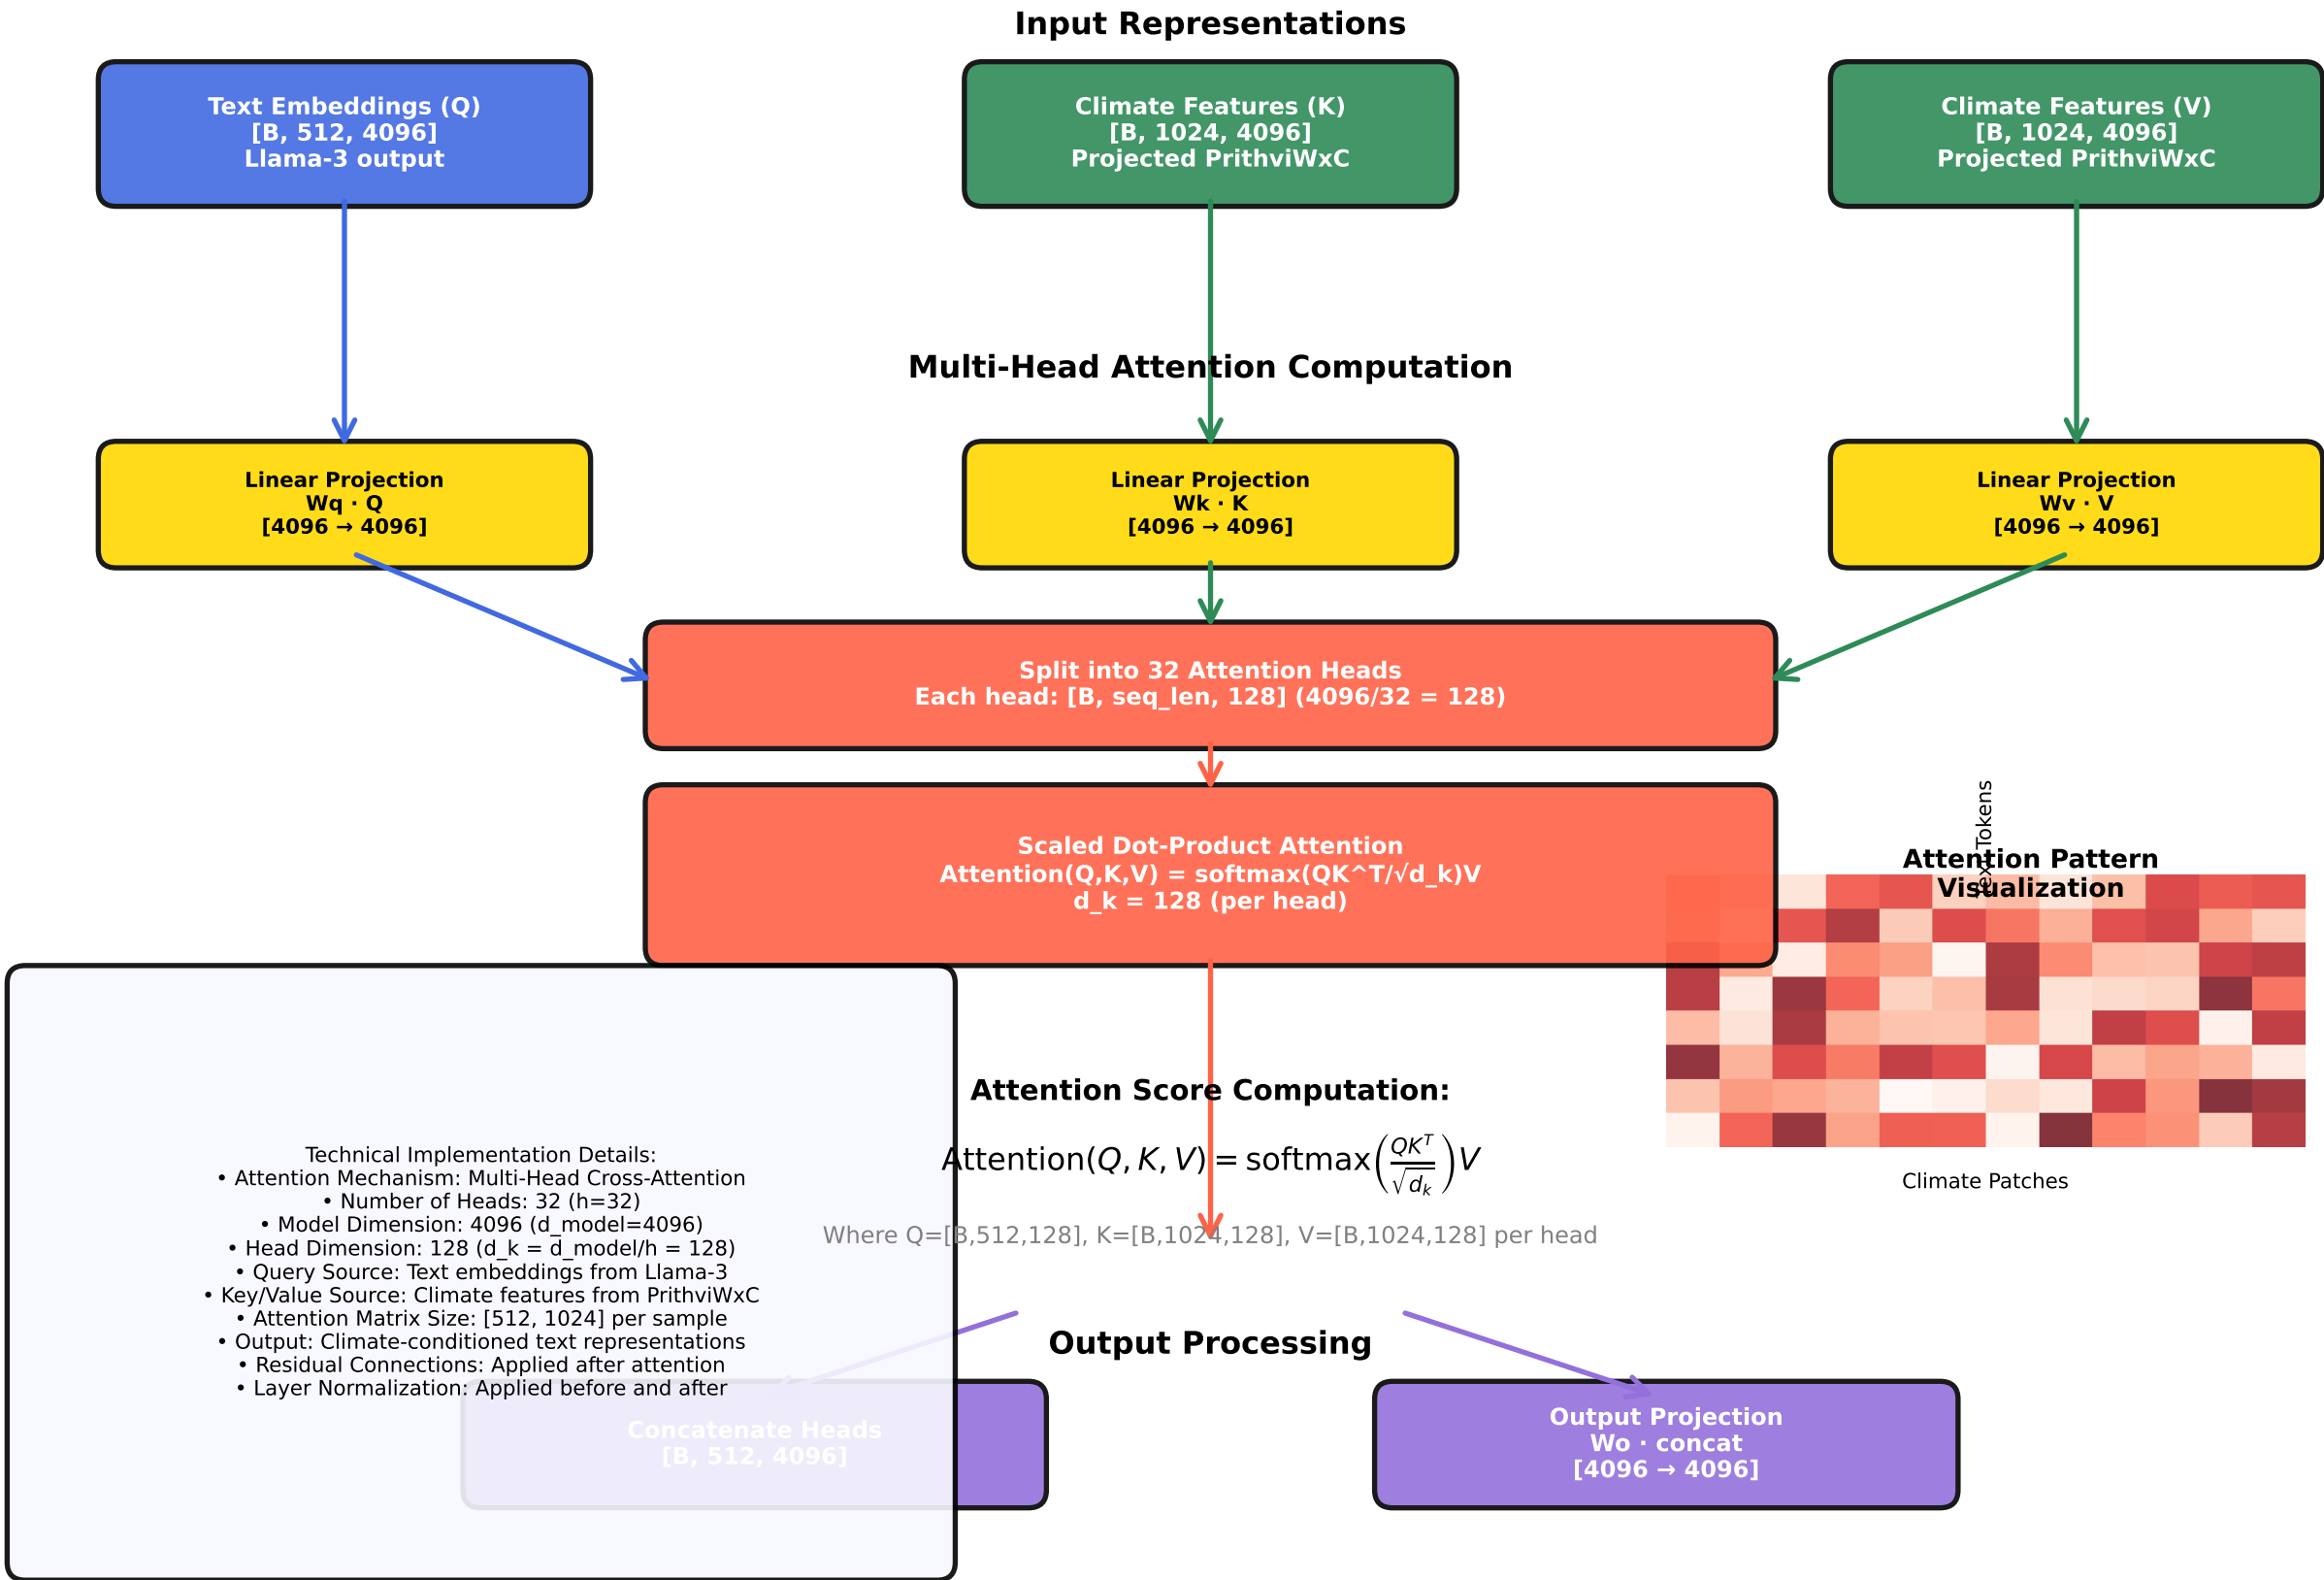 Input Representations
Text Embeddings (Q)
[B, 512, 4096]
Llama-3 output
Climate Features (K)
[B, 1024, 4096]
Projected PrithviWxC
Climate Features (V)
[B, 1024, 4096]
Projected PrithviWxC
Multi-Head Attention Computation
Linear Projection
Wq · Q
[4096 → 4096]
Linear Projection
Wk · K
[4096 → 4096]
Linear Projection
Wv · V
[4096 → 4096]
Split into 32 Attention Heads
Each head: [B, seq_len, 128] (4096/32 = 128)
Scaled Dot-Product Attention
Attention(Q,K,V) = softmax(QK^T/√d_k)V
d_k = 128 (per head)
Text Tokens
Attention Pattern
Visualization
Climate Patches
Attention Score Computation:
Attention(Q, K, V) = softmax(QK^T/√d_k)V
Where Q=[B,512,128], K=[B,1024,128], V=[B,1024,128] per head
Technical Implementation Details:
• Attention Mechanism: Multi-Head Cross-Attention
• Number of Heads: 32 (h=32)
• Model Dimension: 4096 (d_model=4096)
• Head Dimension: 128 (d_k = d_model/h = 128)
• Query Source: Text embeddings from Llama-3
• Key/Value Source: Climate features from PrithviWxC
• Attention Matrix Size: [512, 1024] per sample
• Output: Climate-conditioned text representations
• Residual Connections: Applied after attention
• Layer Normalization: Applied before and after
Output Processing
Concatenate Heads
[B, 512, 4096]
Output Projection
Wo · concat
[4096 → 4096]